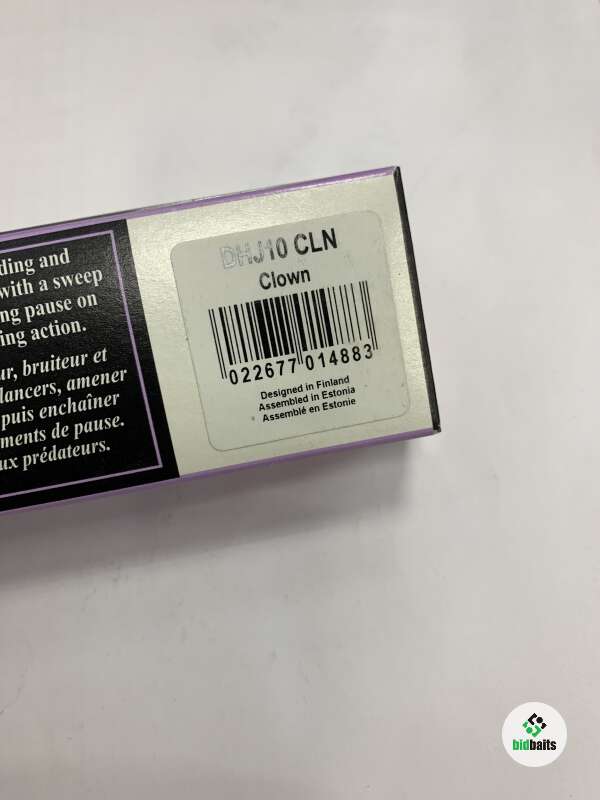 ding and
with a sweep
ng pause on
ing action.
ur, bruiteur et
lancers, amener
puis enchaîner
ments de pause.
ux prédateurs.
DHJ10 CLN
Clown
022677 014883
Designed in Finland
Assembled in Estonia
Assemblé en Estonie
bidbaits